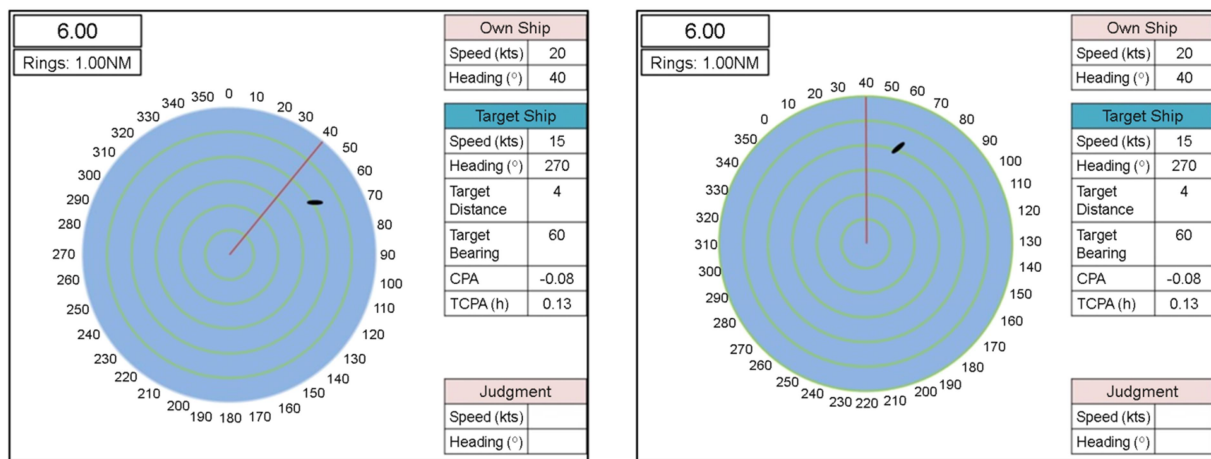 6.00
Rings: 1.00NM
0
10
20
30
40
50
60
70
80
90
100
110
120
130
140
150
160
170
180
190
200
210
220
230
240
250
260
270
280
290
300
310
320
330
340
350
Own Ship
Speed (kts) 20
Heading (°) 40
Target Ship
Speed (kts) 15
Heading (°) 270
Target
Distance 4
Target
Bearing 60
CPA -0.08
TCPA (h) 0.13
Judgment
Speed (kts)
Heading (°)
6.00
Rings: 1.00NM
40
50
60
70
80
90
100
110
120
130
140
150
160
170
180
190
200
210
220
230
240
250
260
270
280
290
300
310
320
330
340
350
0
10
20
30
Own Ship
Speed (kts) 20
Heading (°) 40
Target Ship
Speed (kts) 15
Heading (°) 270
Target
Distance 4
Target
Bearing 60
CPA -0.08
TCPA (h) 0.13
Judgment
Speed (kts)
Heading (°)